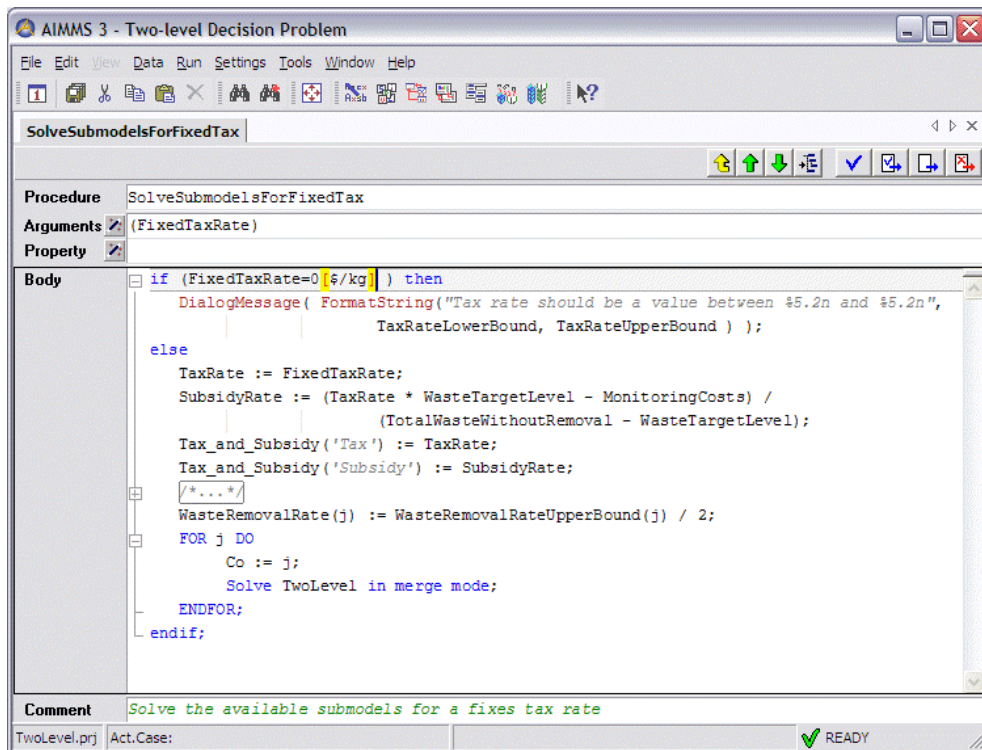 AIMMS 3 - Two-level Decision Problem
File Edit View Data Run Settings Tools Window Help
SolveSubmodelsForFixedTax
Procedure SolveSubmodelsForFixedTax
Arguments (FixedTaxRate)
Property
Body if (FixedTaxRate=0[$/kg] ) then
DialogMessage( FormatString("Tax rate should be a value between %5.2n and %5.2n",
TaxRateLowerBound, TaxRateUpperBound ) );
else
TaxRate := FixedTaxRate;
SubsidyRate := (TaxRate * WasteTargetLevel - MonitoringCosts) /
(TotalWasteWithoutRemoval - WasteTargetLevel);
Tax_and_Subsidy('Tax') := TaxRate;
Tax_and_Subsidy('Subsidy') := SubsidyRate;
/*...*/
WasteRemovalRate(j) := WasteRemovalRateUpperBound(j) / 2;
FOR j DO
Co := j;
Solve TwoLevel in merge mode;
ENDFOR;
endif;
Comment Solve the available submodels for a fixes tax rate
TwoLevel.prj Act.Case: READY